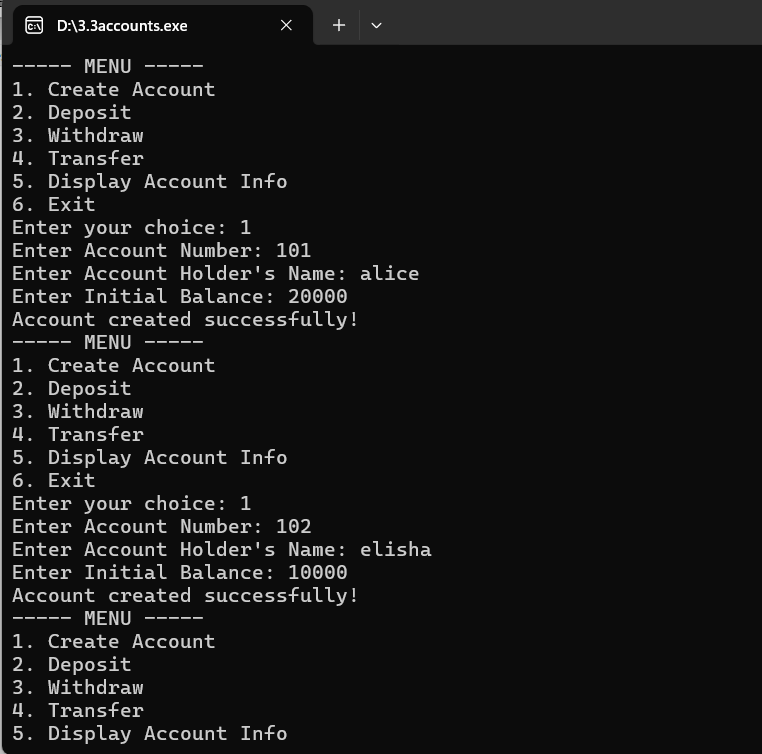 D:\3.3accounts.exe
----- MENU -----
1. Create Account
2. Deposit
3. Withdraw
4. Transfer
5. Display Account Info
6. Exit
Enter your choice: 1
Enter Account Number: 101
Enter Account Holder's Name: alice
Enter Initial Balance: 20000
Account created successfully!
----- MENU -----
1. Create Account
2. Deposit
3. Withdraw
4. Transfer
5. Display Account Info
6. Exit
Enter your choice: 1
Enter Account Number: 102
Enter Account Holder's Name: elisha
Enter Initial Balance: 10000
Account created successfully!
----- MENU -----
1. Create Account
2. Deposit
3. Withdraw
4. Transfer
5. Display Account Info